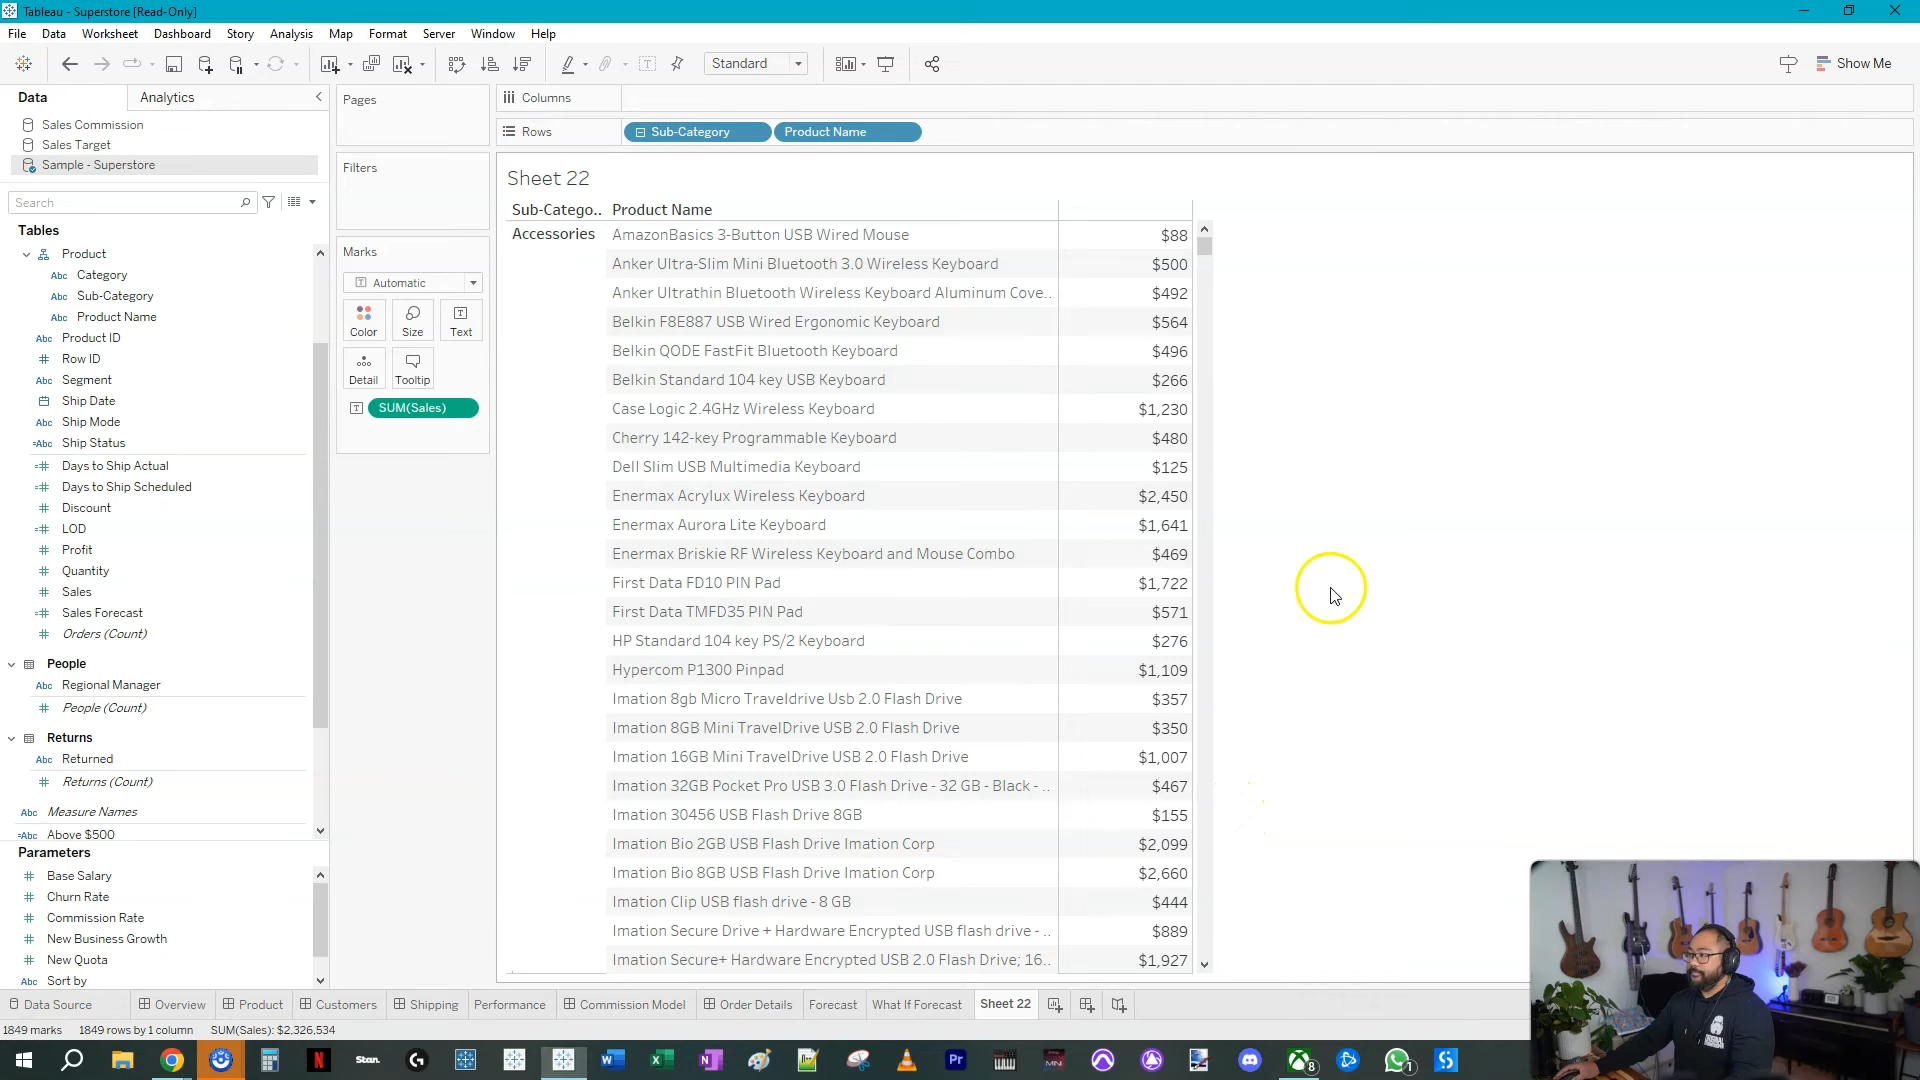 Tableau - Superstore [Read-Only]
File Data Worksheet Dashboard Story Analysis Map Format Server Window Help
Standard
Show Me
Data Analytics
Sales Commission
Sales Target
Sample - Superstore
Search
Tables
Product
Abc Category
Abc Sub-Category
Abc Product Name
Abc Product ID
# Row ID
Abc Segment
Ship Date
Abc Ship Mode
=Abc Ship Status
=# Days to Ship Actual
=# Days to Ship Scheduled
# Discount
=# LOD
# Profit
# Quantity
# Sales
=# Sales Forecast
# Orders (Count)
People
Abc Regional Manager
# People (Count)
Returns
Abc Returned
# Returns (Count)
Abc Measure Names
=Abc Above $500
Parameters
# Base Salary
# Churn Rate
# Commission Rate
# New Business Growth
# New Quota
Abc Sort by
Pages
Filters
Marks
T Automatic
Color Size T Text
Detail Tooltip
T SUM(Sales)
Columns
Rows Sub-Category Product Name
Sheet 22
Sub-Catego.. Product Name
Accessories AmazonBasics 3-Button USB Wired Mouse $88
Anker Ultra-Slim Mini Bluetooth 3.0 Wireless Keyboard $500
Anker Ultrathin Bluetooth Wireless Keyboard Aluminum Cove.. $492
Belkin F8E887 USB Wired Ergonomic Keyboard $564
Belkin QODE FastFit Bluetooth Keyboard $496
Belkin Standard 104 key USB Keyboard $266
Case Logic 2.4GHz Wireless Keyboard $1,230
Cherry 142-key Programmable Keyboard $480
Dell Slim USB Multimedia Keyboard $125
Enermax Acrylux Wireless Keyboard $2,450
Enermax Aurora Lite Keyboard $1,641
Enermax Briskie RF Wireless Keyboard and Mouse Combo $469
First Data FD10 PIN Pad $1,722
First Data TMFD35 PIN Pad $571
HP Standard 104 key PS/2 Keyboard $276
Hypercom P1300 Pinpad $1,109
Imation 8gb Micro Traveldrive Usb 2.0 Flash Drive $357
Imation 8GB Mini TravelDrive USB 2.0 Flash Drive $350
Imation 16GB Mini TravelDrive USB 2.0 Flash Drive $1,007
Imation 32GB Pocket Pro USB 3.0 Flash Drive - 32 GB - Black - .. $467
Imation 30456 USB Flash Drive 8GB $155
Imation Bio 2GB USB Flash Drive Imation Corp $2,099
Imation Bio 8GB USB Flash Drive Imation Corp $2,660
Imation Clip USB flash drive - 8 GB $444
Imation Secure Drive + Hardware Encrypted USB flash drive - .. $889
Imation Secure+ Hardware Encrypted USB 2.0 Flash Drive; 16.. $1,927
Data Source Overview Product Customers Shipping Performance Commission Model Order Details Forecast What If Forecast Sheet 22
1849 marks 1849 rows by 1 column SUM(Sales): $2,326,534
N Stan. G W X N Pr MN 8 1